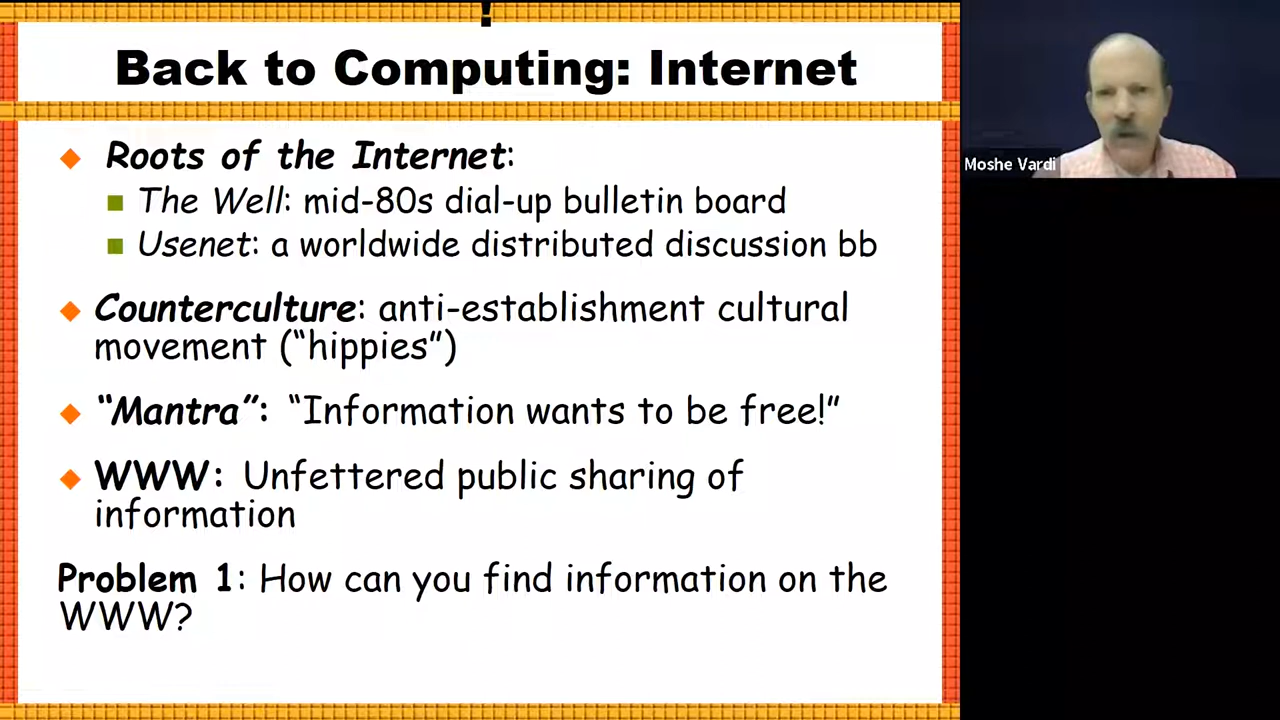 !
Back to Computing: Internet
Roots of the Internet:
The Well: mid-80s dial-up bulletin board
Usenet: a worldwide distributed discussion bb
Counterculture: anti-establishment cultural
movement (“hippies”)
“Mantra”: “Information wants to be free!”
WWW: Unfettered public sharing of
information
Problem 1: How can you find information on the
WWW?
Moshe Vardi